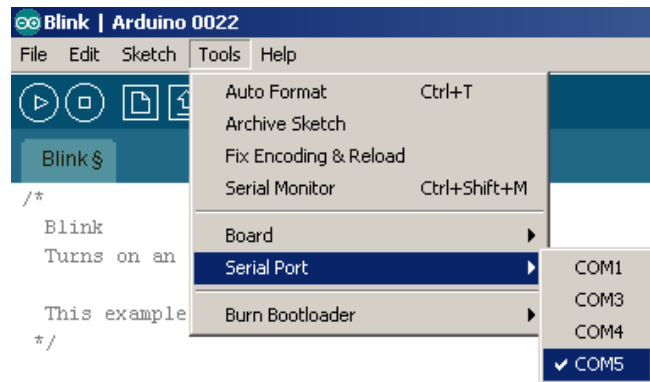 Blink | Arduino 0022
File Edit Sketch Tools Help
Auto Format Ctrl+T
Archive Sketch
Fix Encoding & Reload
Serial Monitor Ctrl+Shift+M
Board
Serial Port
Burn Bootloader
COM1
COM3
COM4
COM5
Blink §
/*
Blink
Turns on an
This example
*/